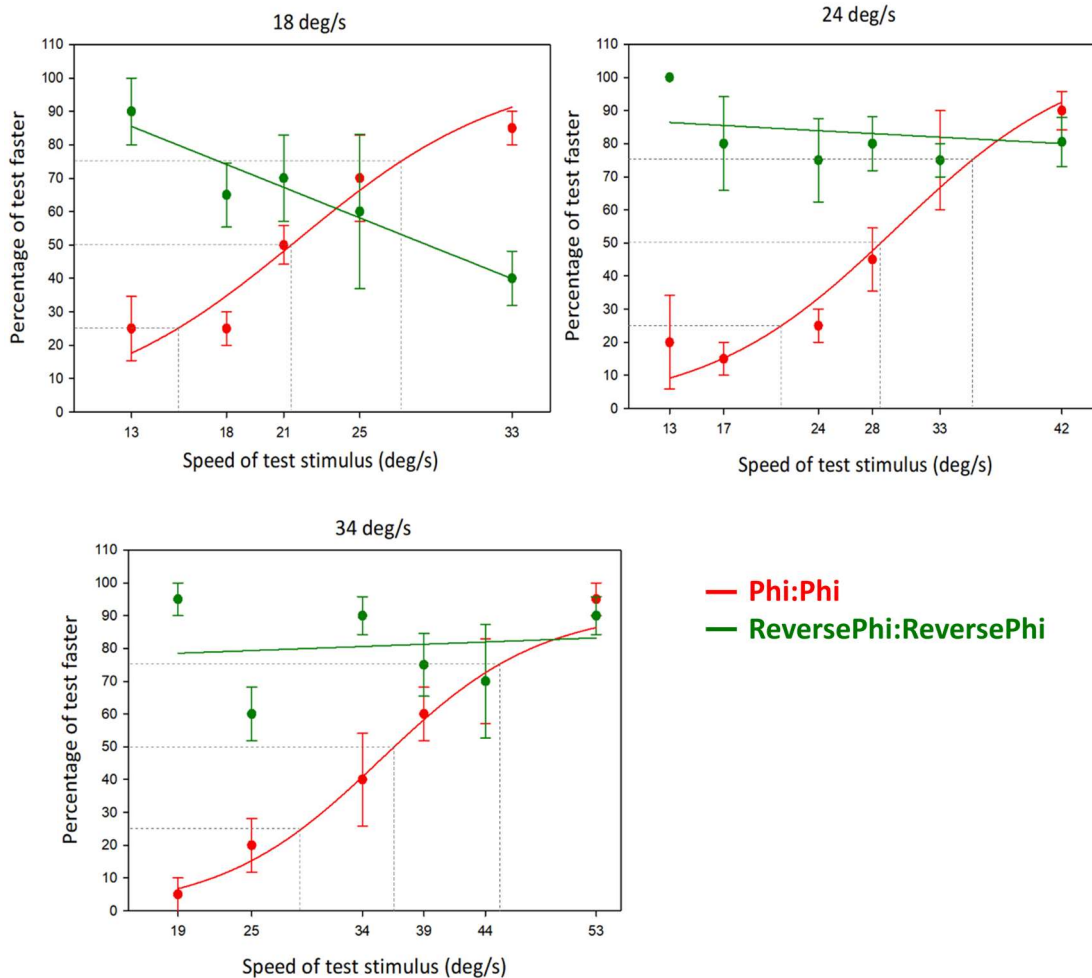 18 deg/s
Percentage of test faster
110
100
90
80
70
60
50
40
30
20
10
0
13 18 21 25 33
Speed of test stimulus (deg/s)
24 deg/s
Percentage of test faster
110
100
90
80
70
60
50
40
30
20
10
0
13 17 24 28 33 42
Speed of test stimulus (deg/s)
34 deg/s
Percentage of test faster
110
100
90
80
70
60
50
40
30
20
10
0
19 25 34 39 44 53
Speed of test stimulus (deg/s)
Phi:Phi
ReversePhi:ReversePhi